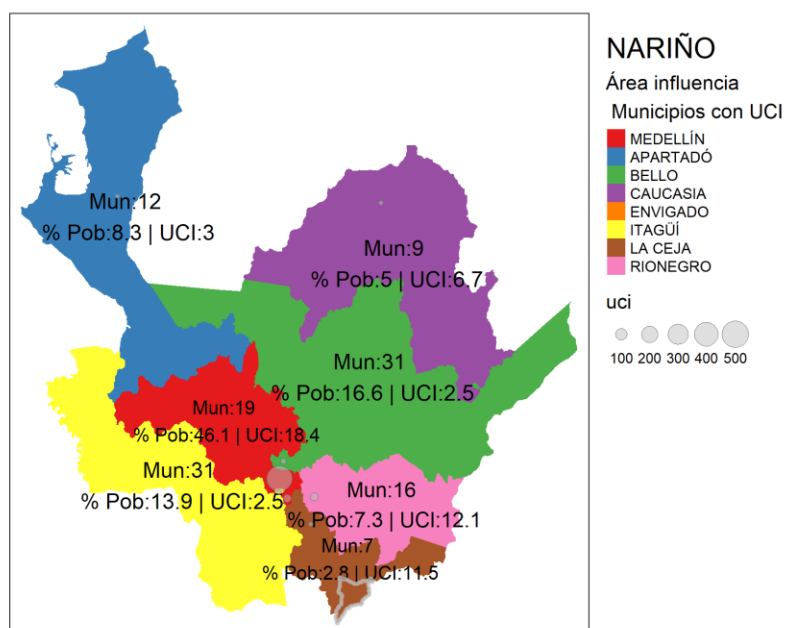 NARIÑO
Área influencia
Municipios con UCI
MEDELLÍN
APARTADÓ
BELLO
CAUCASIA
ENVIGADO
ITAGÜÍ
LA CEJA
RIONEGRO
uci
100 200 300 400 500
Mun:12
% Pob:8.3 | UCI:3
Mun:9
% Pob:5 | UCI:6.7
Mun:31
% Pob:16.6 | UCI:2.5
Mun:19
% Pob:46.1 | UCI:18.4
Mun:31
% Pob:13.9 | UCI:2.5
Mun:16
% Pob:7.3 | UCI:12.1
Mun:7
% Pob:2.8 | UCI:11.5